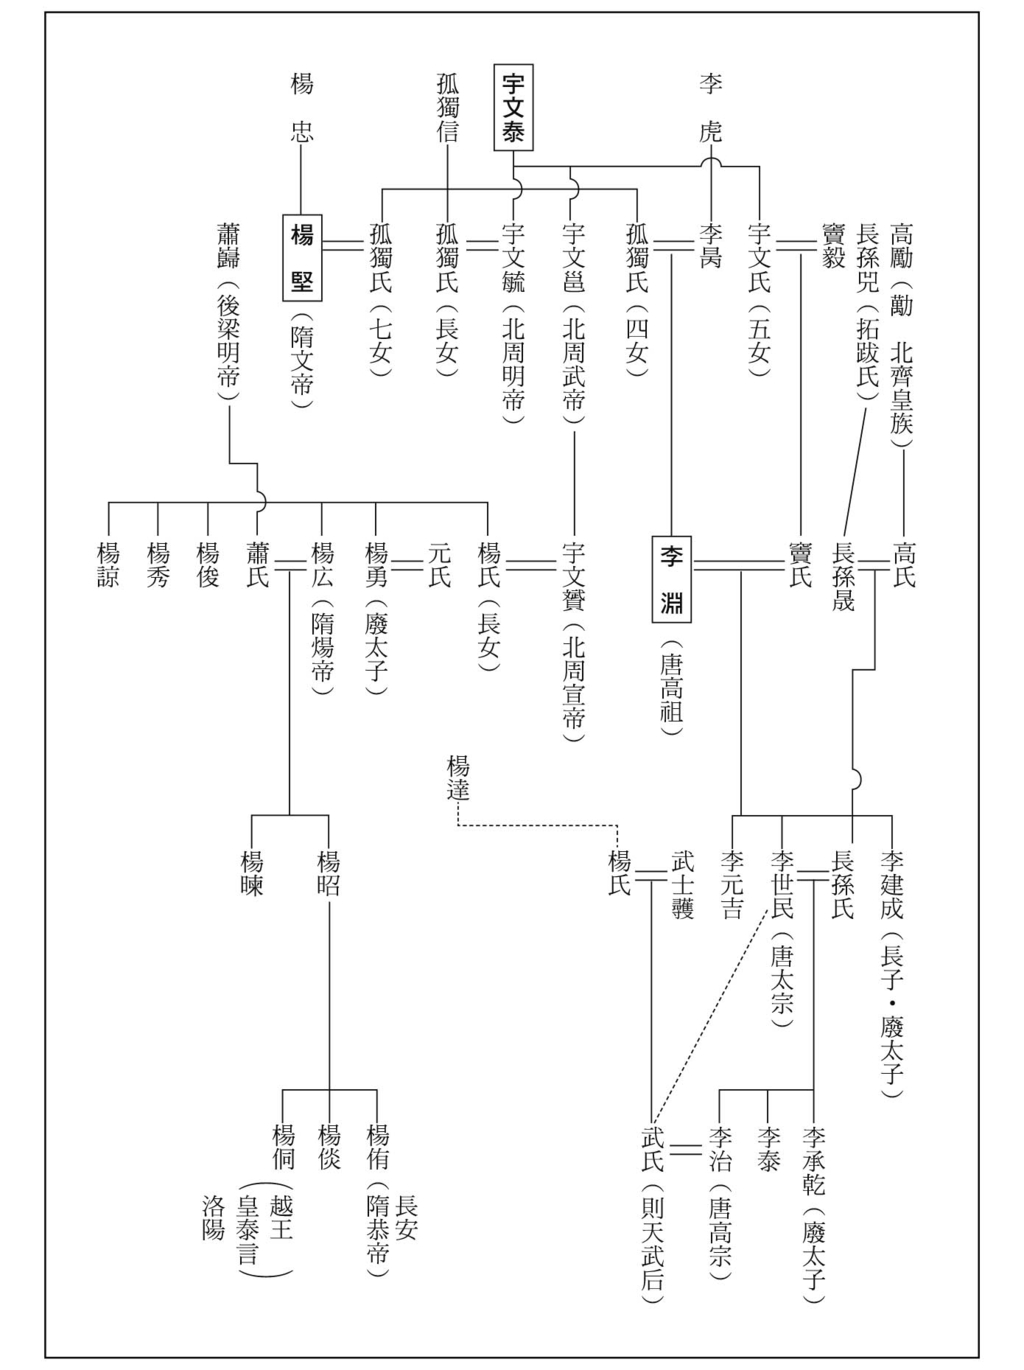 高勵（勱　北齊皇族）
長孫兕（拓跋氏）
竇毅
李　虎
宇文氏（五女）
李昺
孤獨氏（四女）
宇文泰
宇文邕（北周武帝）
宇文毓（北周明帝）
孤獨信
孤獨氏（長女）
孤獨氏（七女）
楊　忠
楊　堅（隋文帝）
蕭巋（後梁明帝）
高氏
長孫晟
竇氏
李　淵（唐高祖）
宇文贇（北周宣帝）
楊氏（長女）
元氏
楊勇（廢太子）
楊広（隋煬帝）
蕭氏
楊俊
楊秀
楊諒
李建成（長子・廢太子）
長孫氏
李世民（唐太宗）
李元吉
武士彠
楊氏
楊達
楊昭
楊暕
李承乾（廢太子）
李泰
李治（唐高宗）
武氏（則天武后）
長安
楊侑（隋恭帝）
楊倓
楊侗（越王
皇泰言）
洛陽